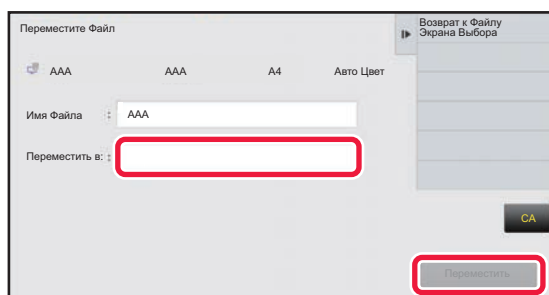 Переместите Файл
Возврат к Файлу
Экрана Выбора
AAA AAA A4 Авто Цвет
Имя Файла : AAA
Переместить в: :
CA
Переместить